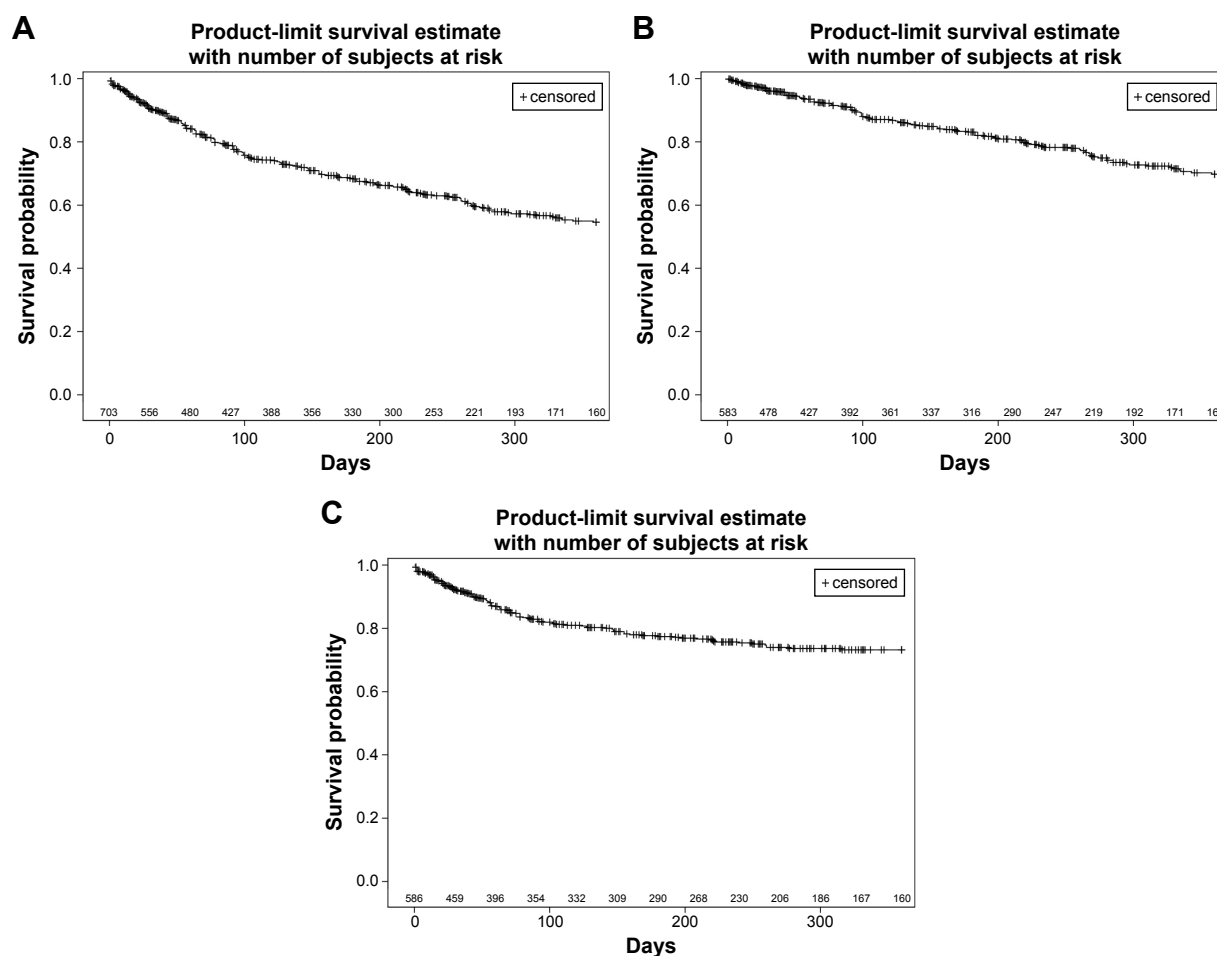 A
Product-limit survival estimate
with number of subjects at risk
+ censored
Survival probability
1.0
0.8
0.6
0.4
0.2
0.0
703 556 480 427 388 356 330 300 253 221 193 171 160
0 100 200 300
Days
B
Product-limit survival estimate
with number of subjects at risk
+ censored
Survival probability
1.0
0.8
0.6
0.4
0.2
0.0
583 478 427 392 361 337 316 290 247 219 192 171 16
0 100 200 300
Days
C
Product-limit survival estimate
with number of subjects at risk
+ censored
Survival probability
1.0
0.8
0.6
0.4
0.2
0.0
586 459 396 354 332 309 290 268 230 206 186 167 160
0 100 200 300
Days